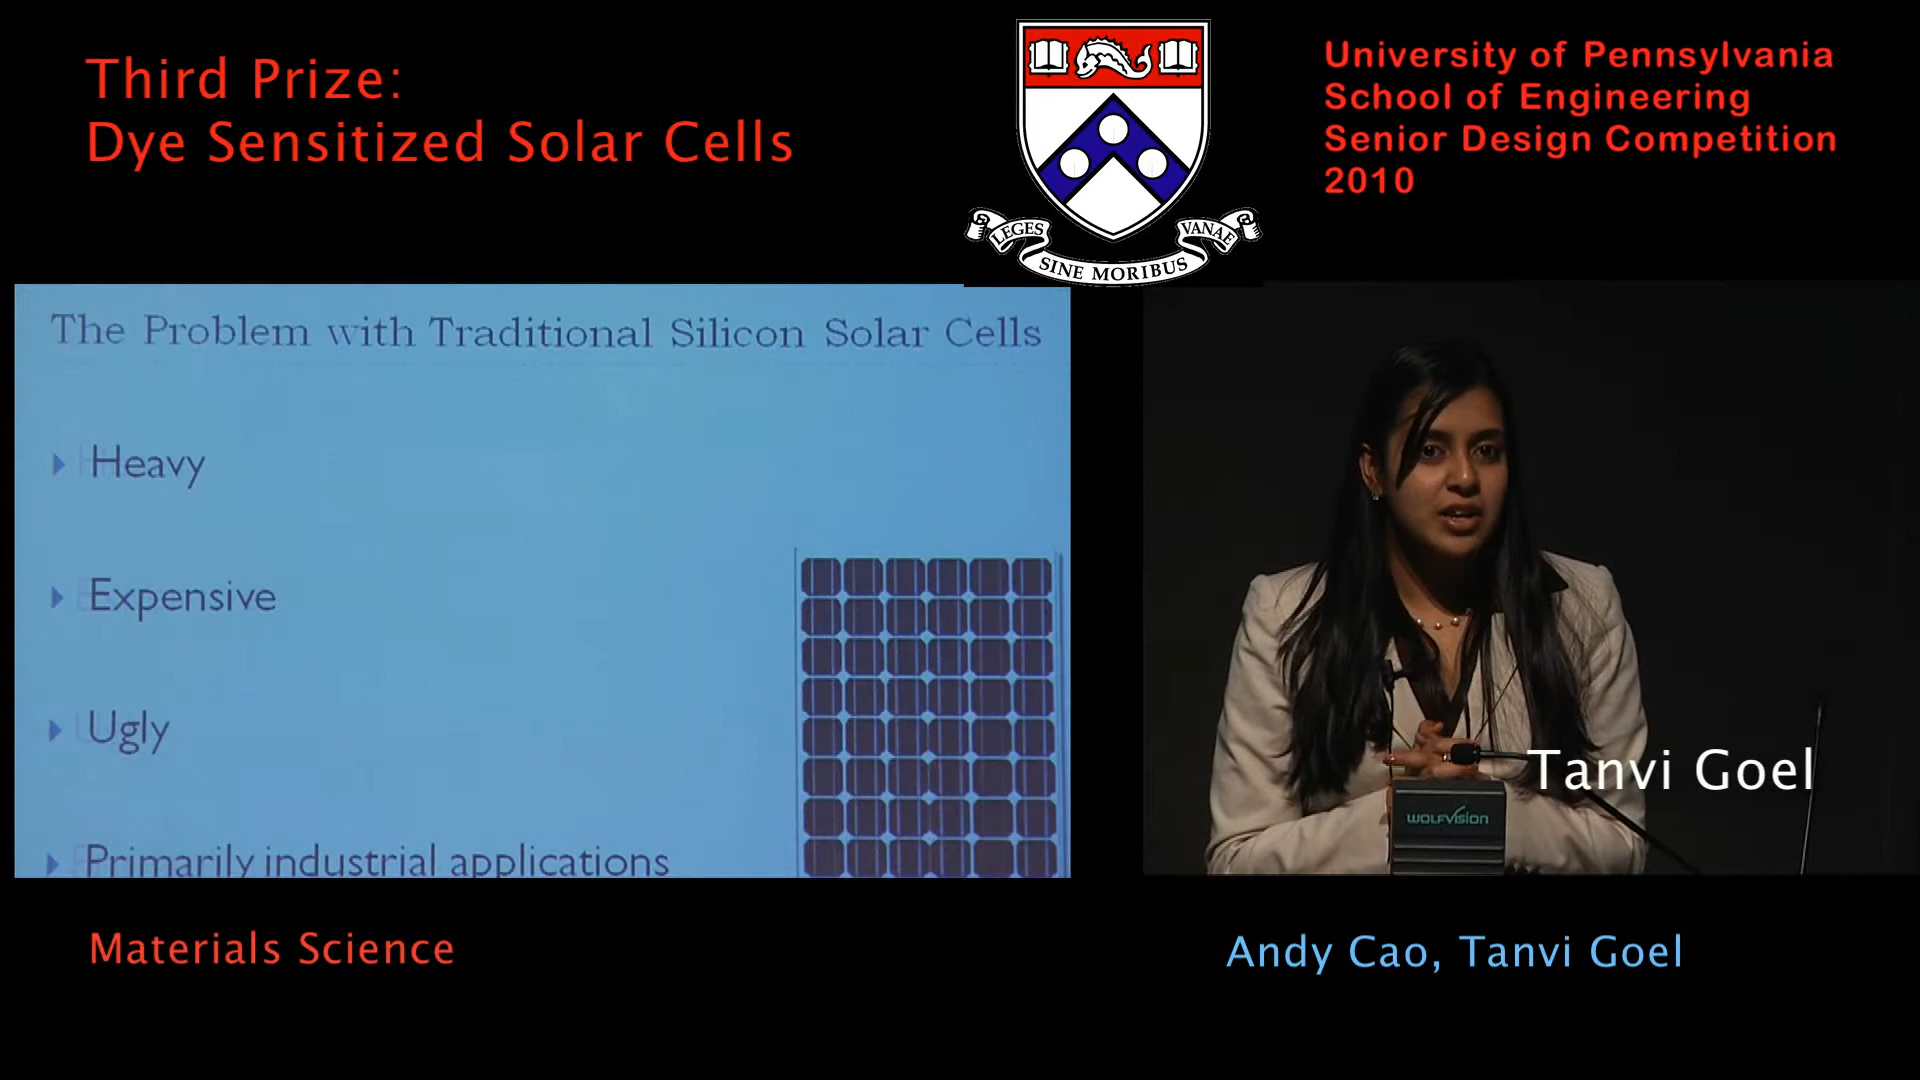 Third Prize:
Dye Sensitized Solar Cells
LEGES
VANAE
SINE MORIBUS
University of Pennsylvania
School of Engineering
Senior Design Competition
2010
The Problem with Traditional Silicon Solar Cells
Heavy
Expensive
Ugly
Primarily industrial applications
WOLFVISION
Tanvi Goel
Materials Science
Andy Cao, Tanvi Goel